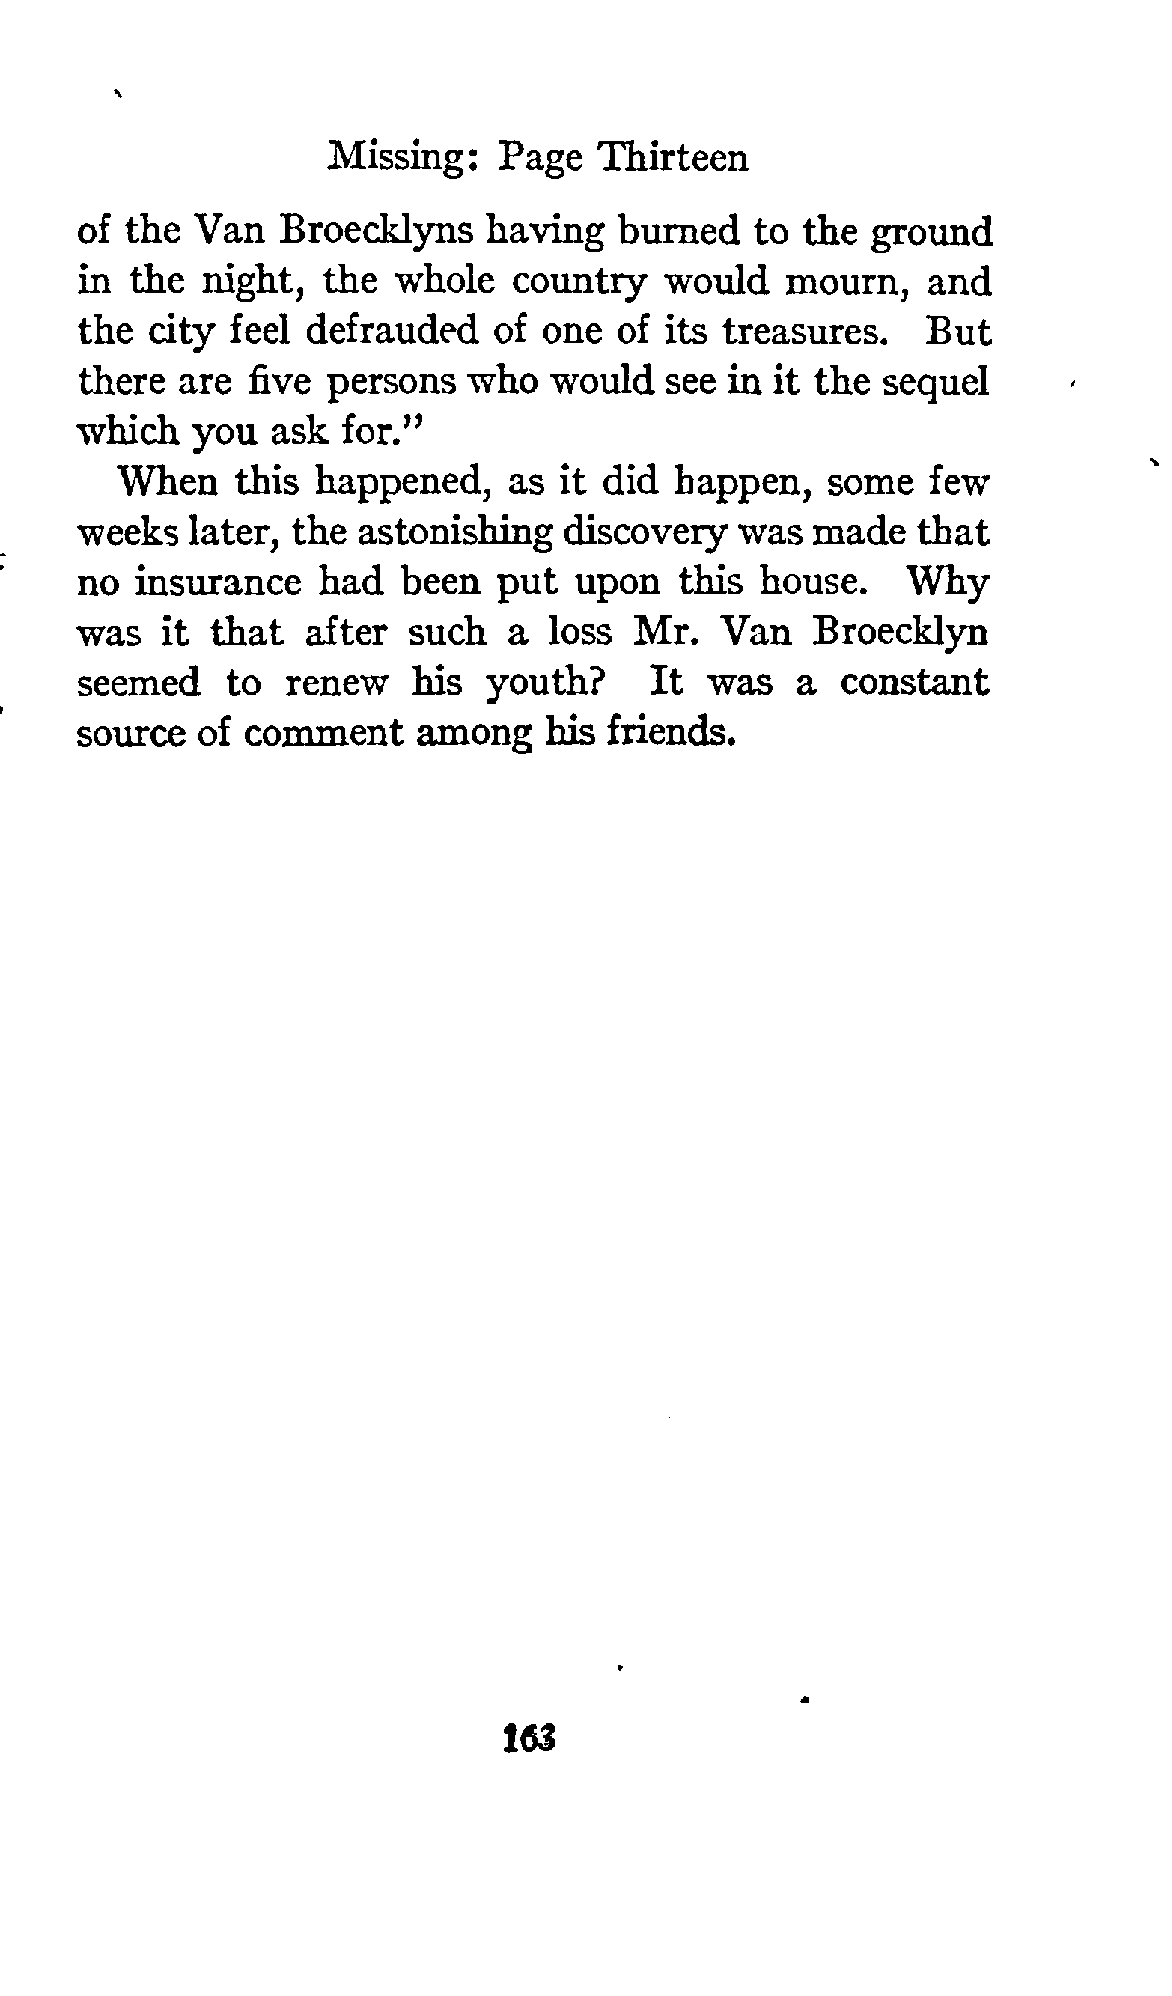 Missing: Page Thirteen
of the Van Broecklyns having burned to the ground
in the night, the whole country would mourn, and
the city feel defrauded of one of its treasures. But
there are five persons who would see in it the sequel
which you ask for."
When this happened, as it did happen, some few
weeks later, the astonishing discovery was made that
no insurance had been put upon this house. Why
was it that after such a loss Mr. Van Broecklyn
seemed to renew his youth? It was a constant
source of comment among his friends.
163